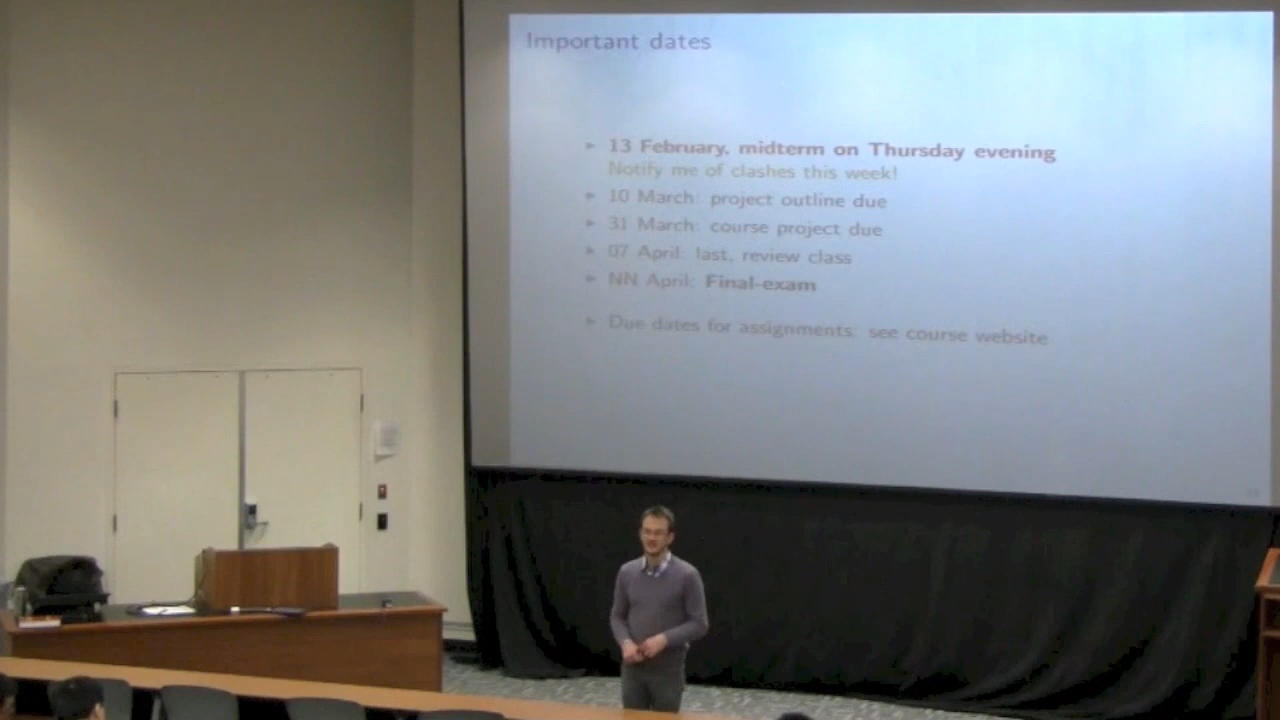 Important dates
▸ 13 February, midterm on Thursday evening
Notify me of clashes this week!
▸ 10 March: project outline due
▸ 31 March: course project due
▸ 07 April: last, review class
▸ NN April: Final-exam
▸ Due dates for assignments: see course website